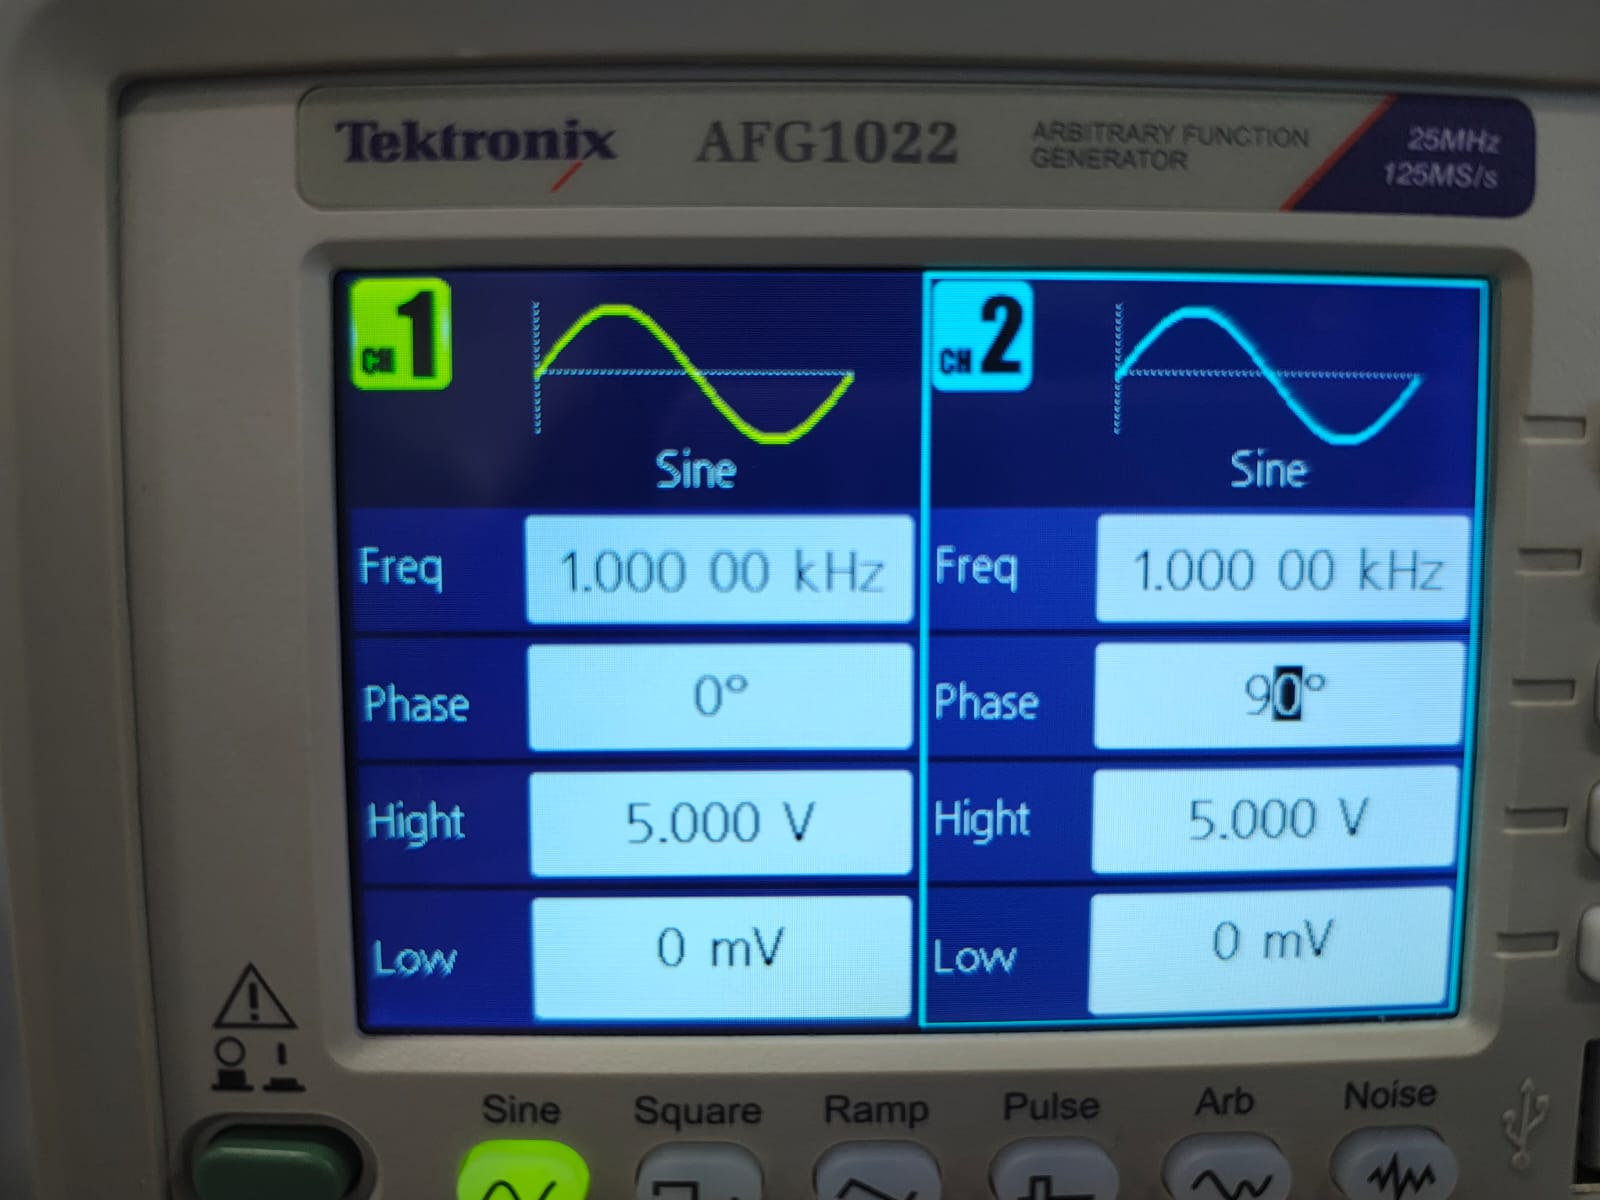 Tektronix AFG1022 ARBITRARY FUNCTION GENERATOR 25MHz 125MS/s
CH 1
Sine
Freq 1.000 00 kHz
Phase 0°
Hight 5.000 V
Low 0 mV
CH 2
Sine
Freq 1.000 00 kHz
Phase 90°
Hight 5.000 V
Low 0 mV
Sine Square Ramp Pulse Arb Noise